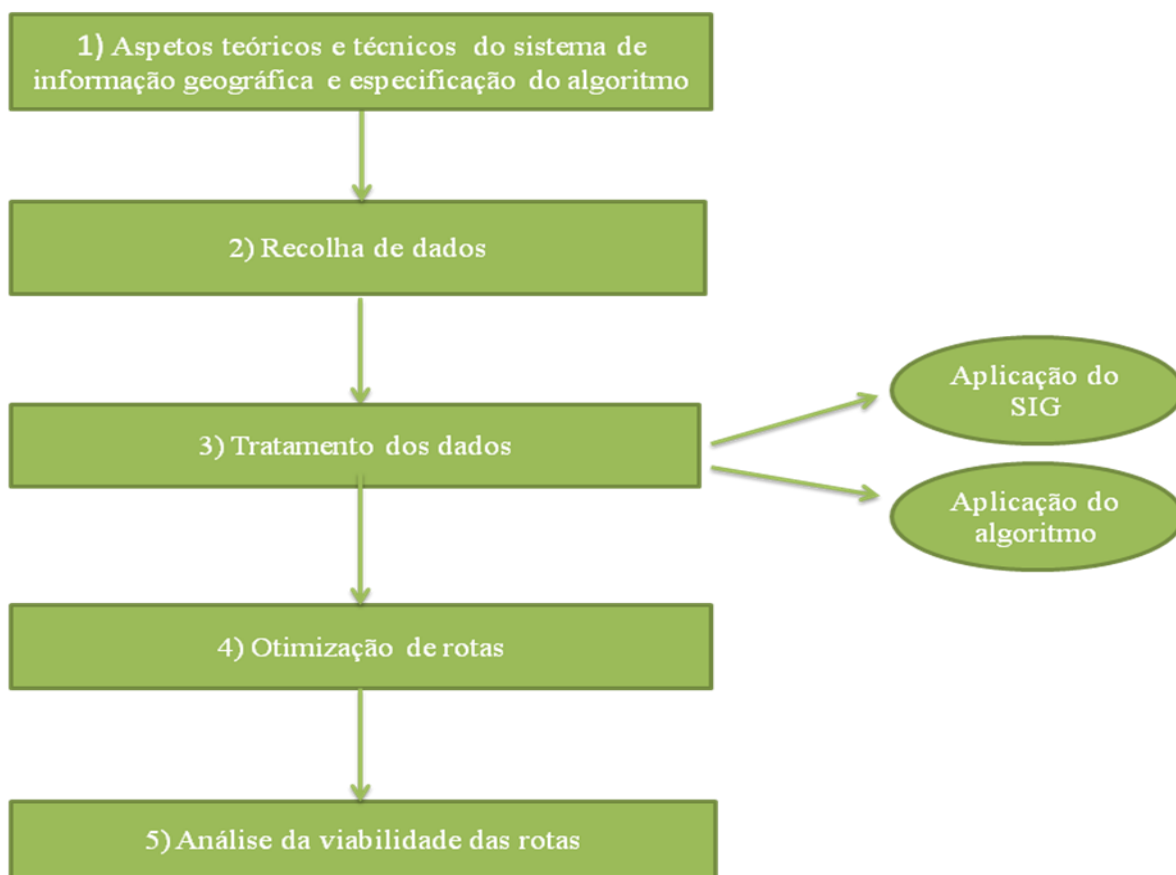 1) Aspetos teóricos e técnicos do sistema de
informação geográfica e especificação do algoritmo
2) Recolha de dados
3) Tratamento dos dados
Aplicação do
SIG
Aplicação do
algoritmo
4) Otimização de rotas
5) Análise da viabilidade das rotas